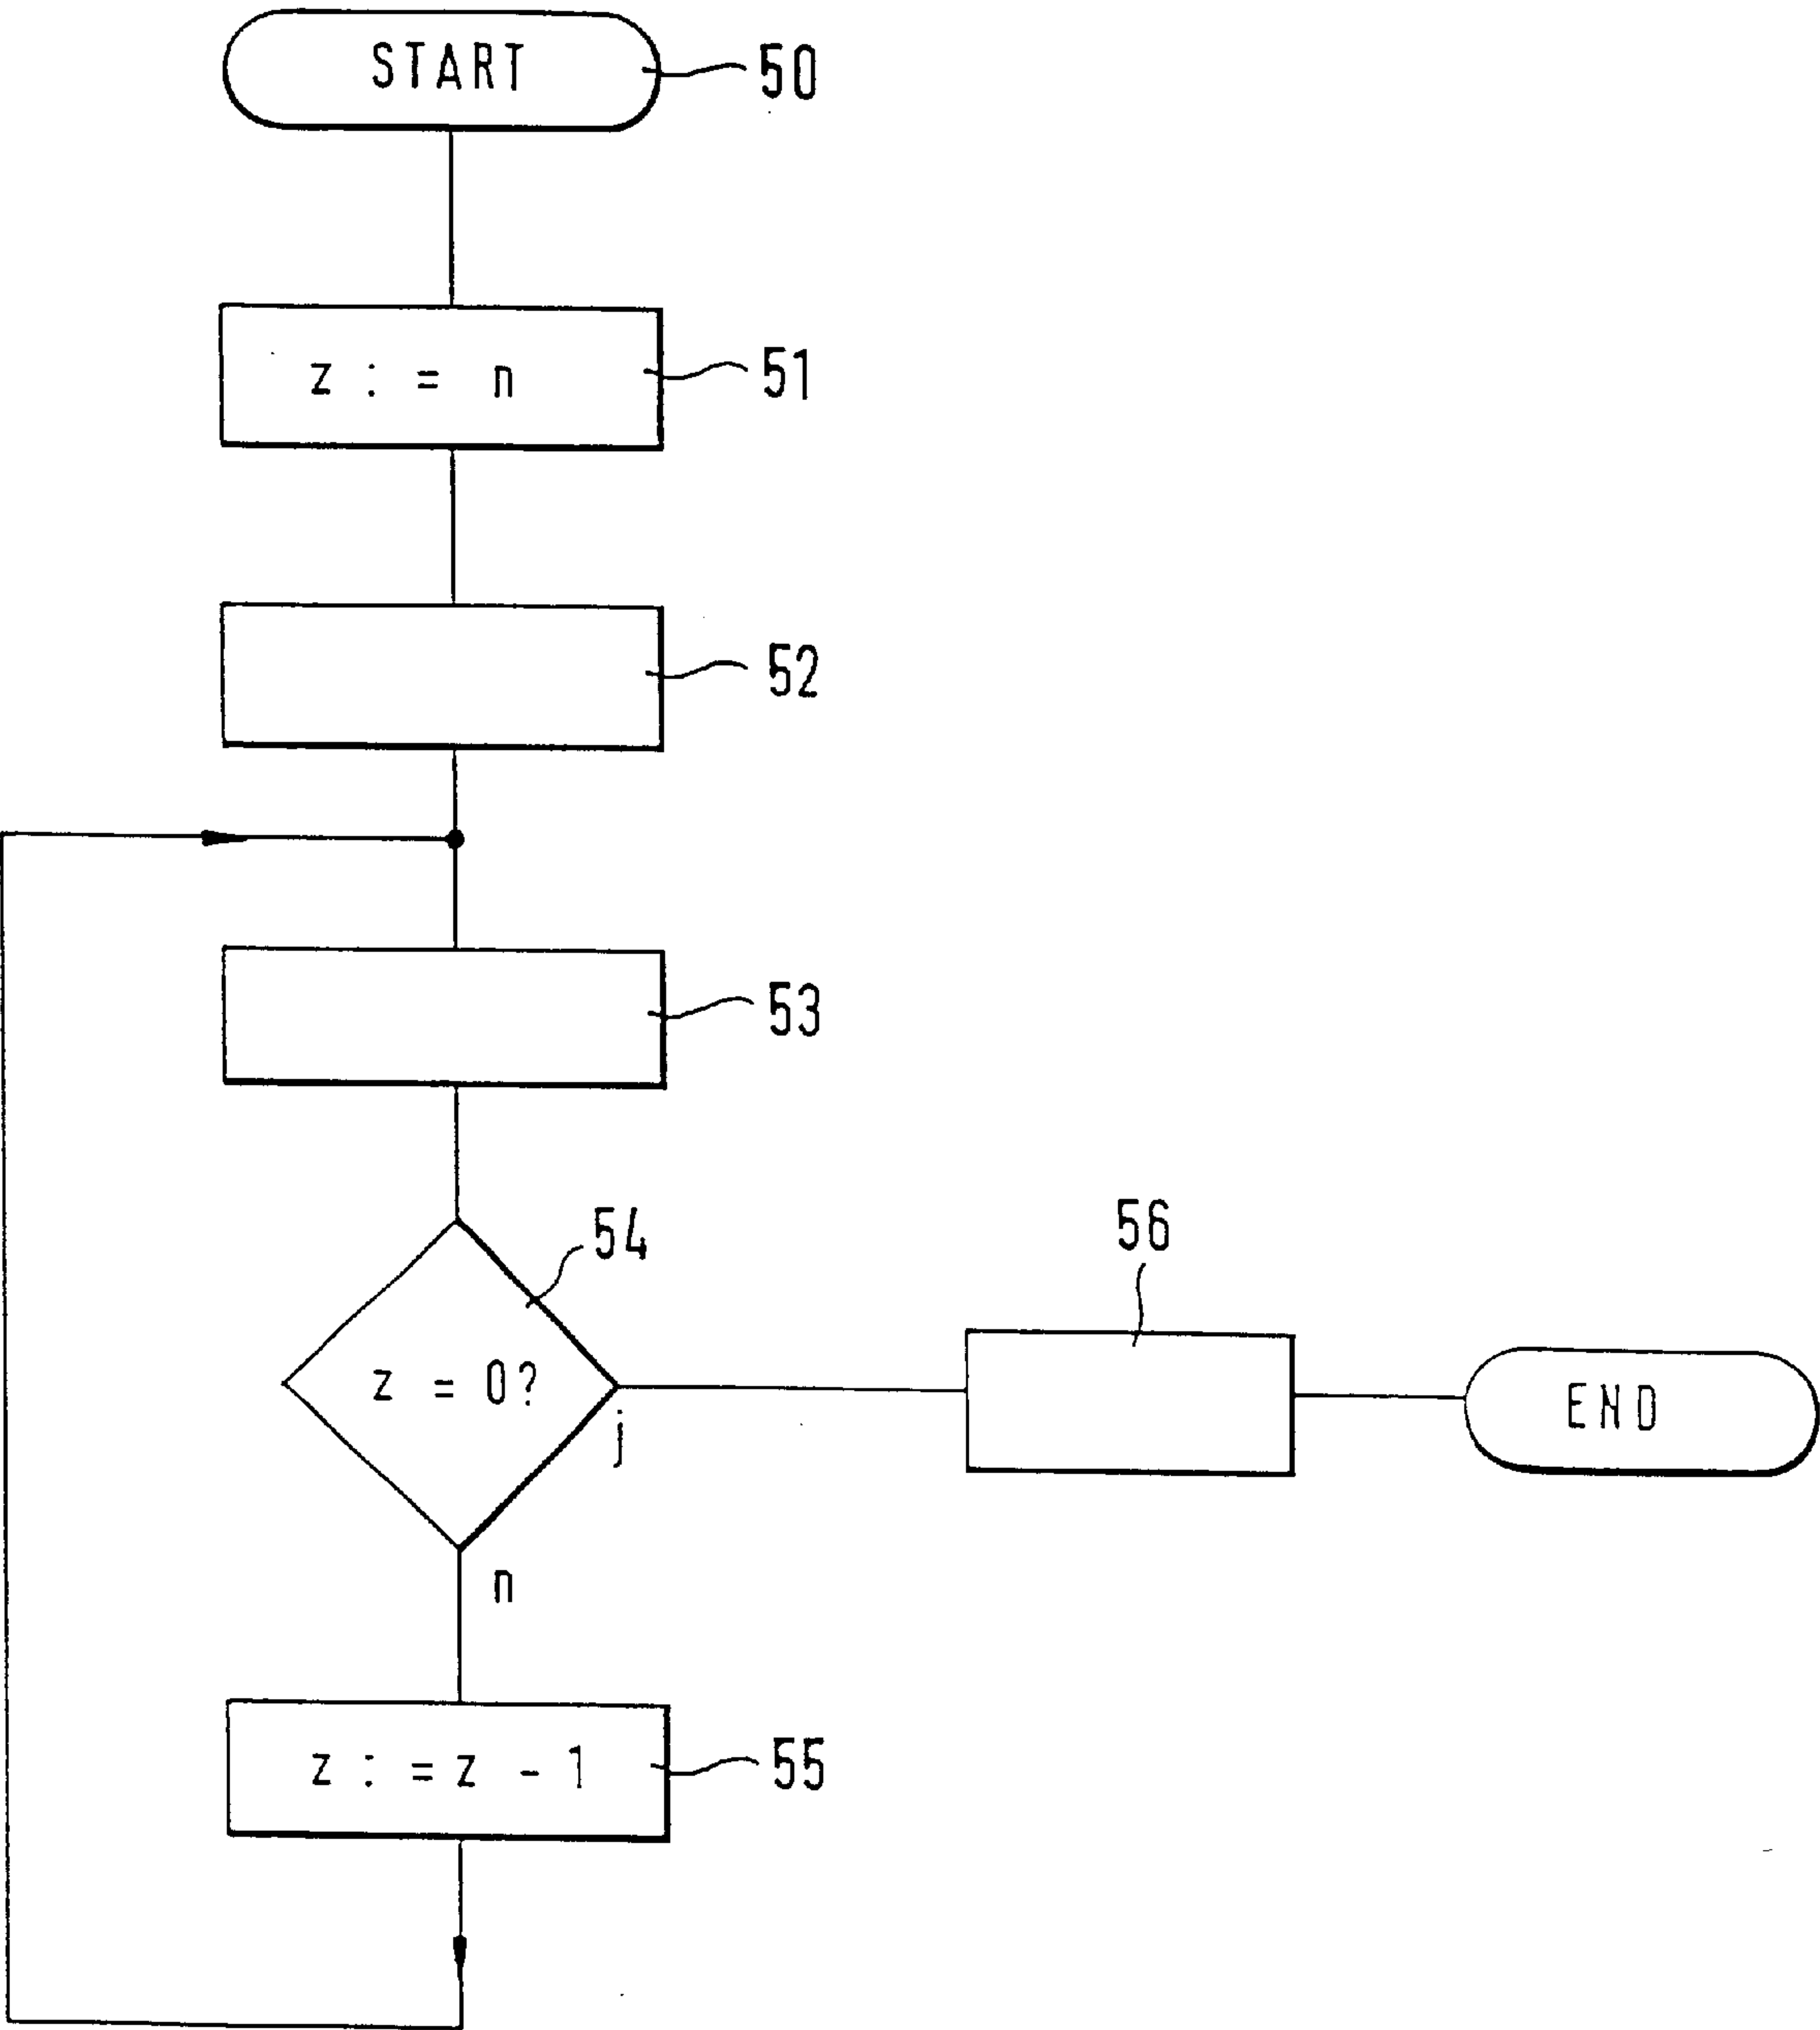 START
50
z := n
51
52
53
54
z = 0?
j
n
56
END
z := z - 1
55